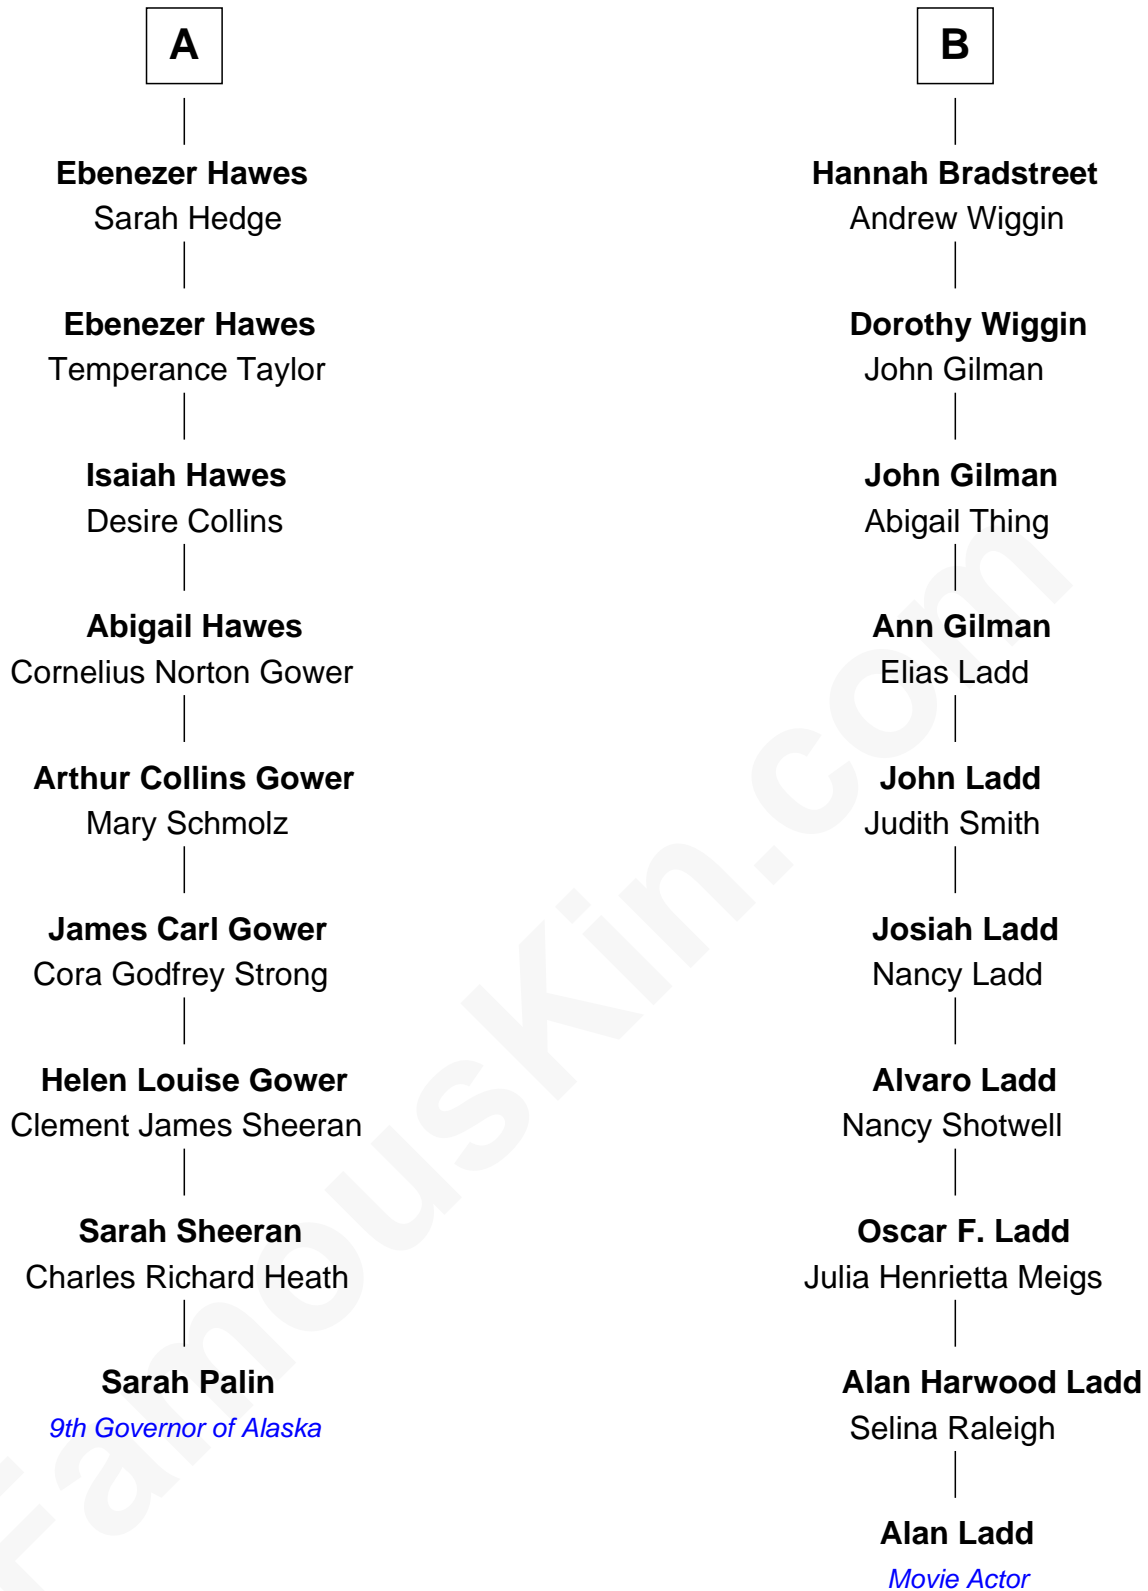 A
Ebenezer Hawes
Sarah Hedge
Ebenezer Hawes
Temperance Taylor
Isaiah Hawes
Desire Collins
Abigail Hawes
Cornelius Norton Gower
Arthur Collins Gower
Mary Schmolz
James Carl Gower
Cora Godfrey Strong
Helen Louise Gower
Clement James Sheeran
Sarah Sheeran
Charles Richard Heath
Sarah Palin
9th Governor of Alaska
B
Hannah Bradstreet
Andrew Wiggin
Dorothy Wiggin
John Gilman
John Gilman
Abigail Thing
Ann Gilman
Elias Ladd
John Ladd
Judith Smith
Josiah Ladd
Nancy Ladd
Alvaro Ladd
Nancy Shotwell
Oscar F. Ladd
Julia Henrietta Meigs
Alan Harwood Ladd
Selina Raleigh
Alan Ladd
Movie Actor
FamousKin.com